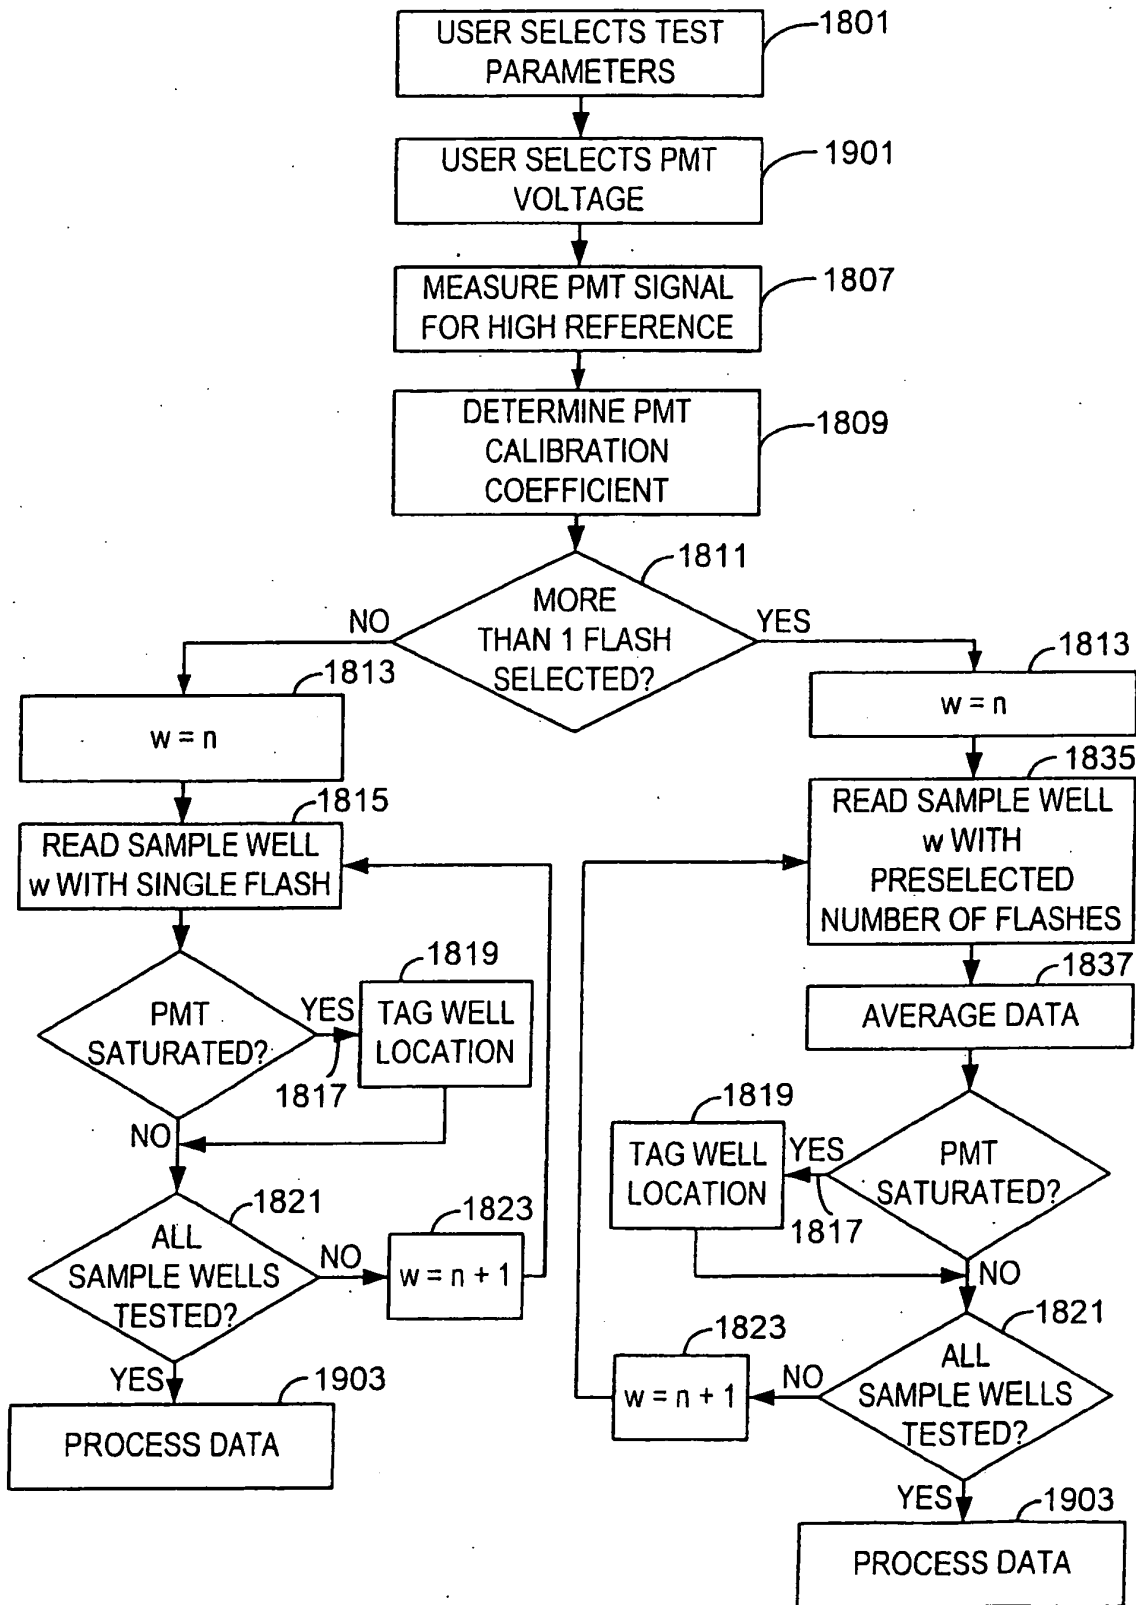 USER SELECTS TEST
PARAMETERS
1801
USER SELECTS PMT
VOLTAGE
1901
MEASURE PMT SIGNAL
FOR HIGH REFERENCE
1807
DETERMINE PMT
CALIBRATION
COEFFICIENT
1809
1811
MORE
THAN 1 FLASH
SELECTED?
NO
YES
1813
w = n
1815
READ SAMPLE WELL
w WITH SINGLE FLASH
PMT
SATURATED?
YES
1817
1819
TAG WELL
LOCATION
NO
1821
ALL
SAMPLE WELLS
TESTED?
NO
1823
w = n + 1
YES
1903
PROCESS DATA
1813
w = n
1835
READ SAMPLE WELL
w WITH
PRESELECTED
NUMBER OF FLASHES
1837
AVERAGE DATA
PMT
SATURATED?
YES
1817
1819
TAG WELL
LOCATION
NO
1821
ALL
SAMPLE WELLS
TESTED?
NO
1823
w = n + 1
YES
1903
PROCESS DATA